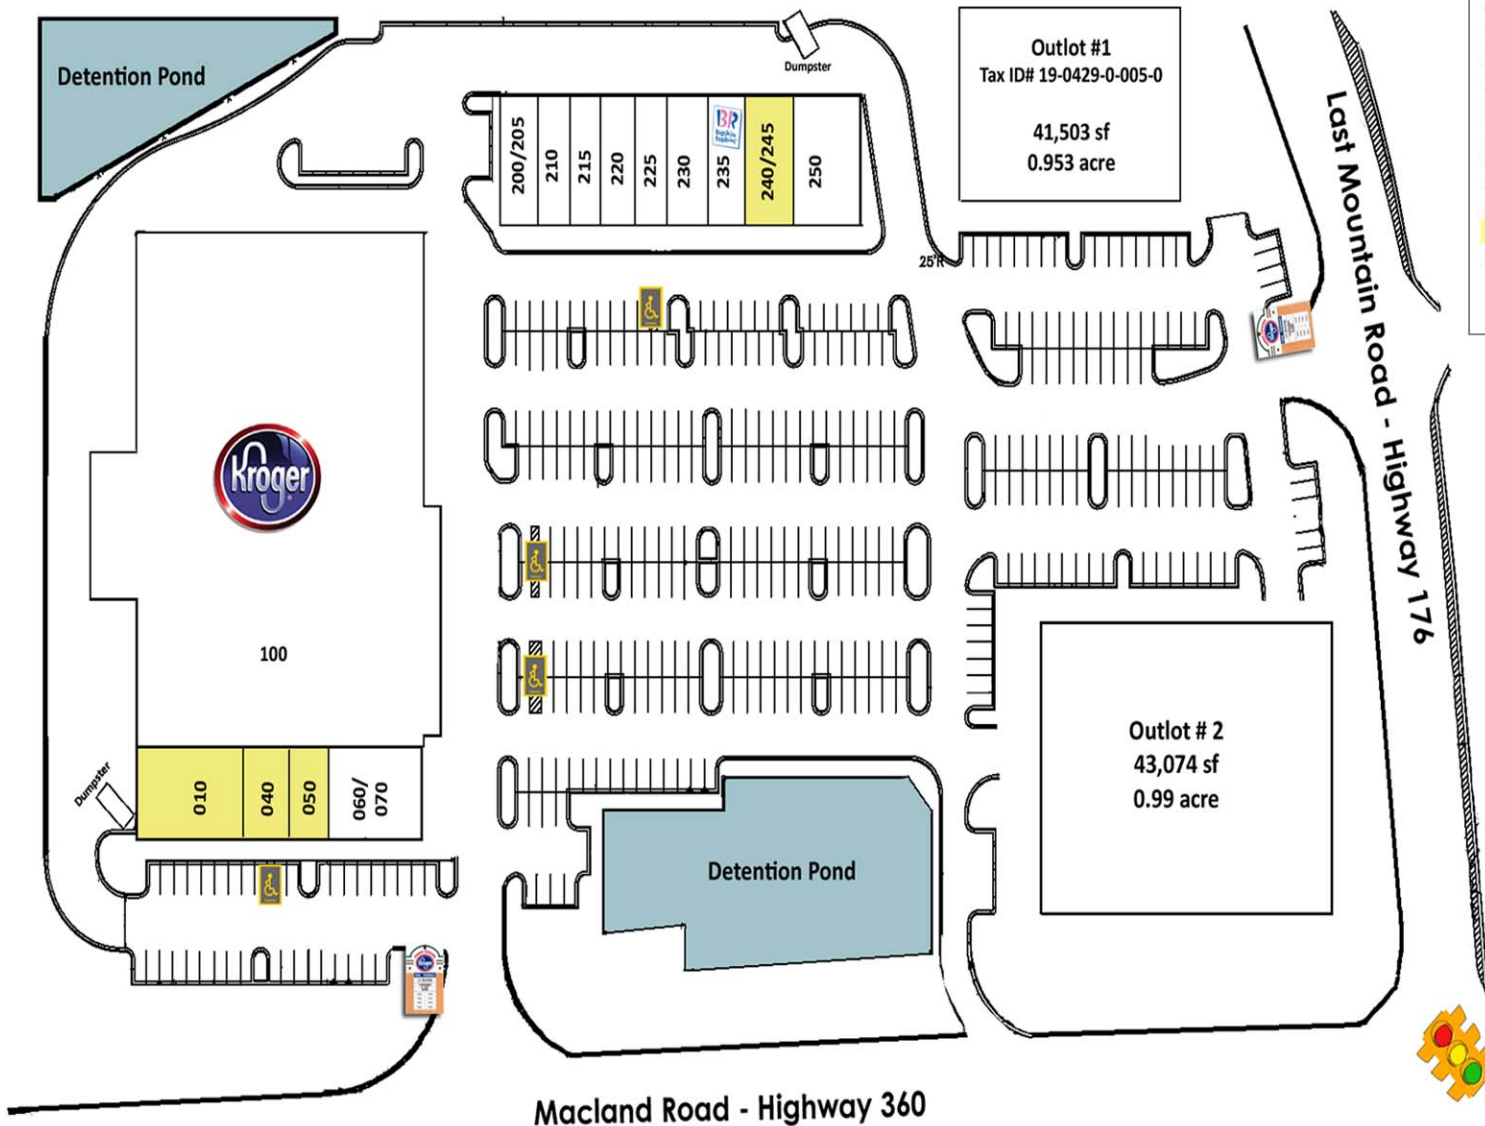 Detention Pond
Dumpster
Outlot #1
Tax ID# 19-0429-0-005-0
41,503 sf
0.953 acre
200/205
210
215
220
225
230
BR
235
240/245
250
25'R
Last Mountain Road - Highway 176
Kroger
100
Dumpster
010
040
050
060/
070
Outlot # 2
43,074 sf
0.99 acre
Detention Pond
Kroger
Macland Road - Highway 360